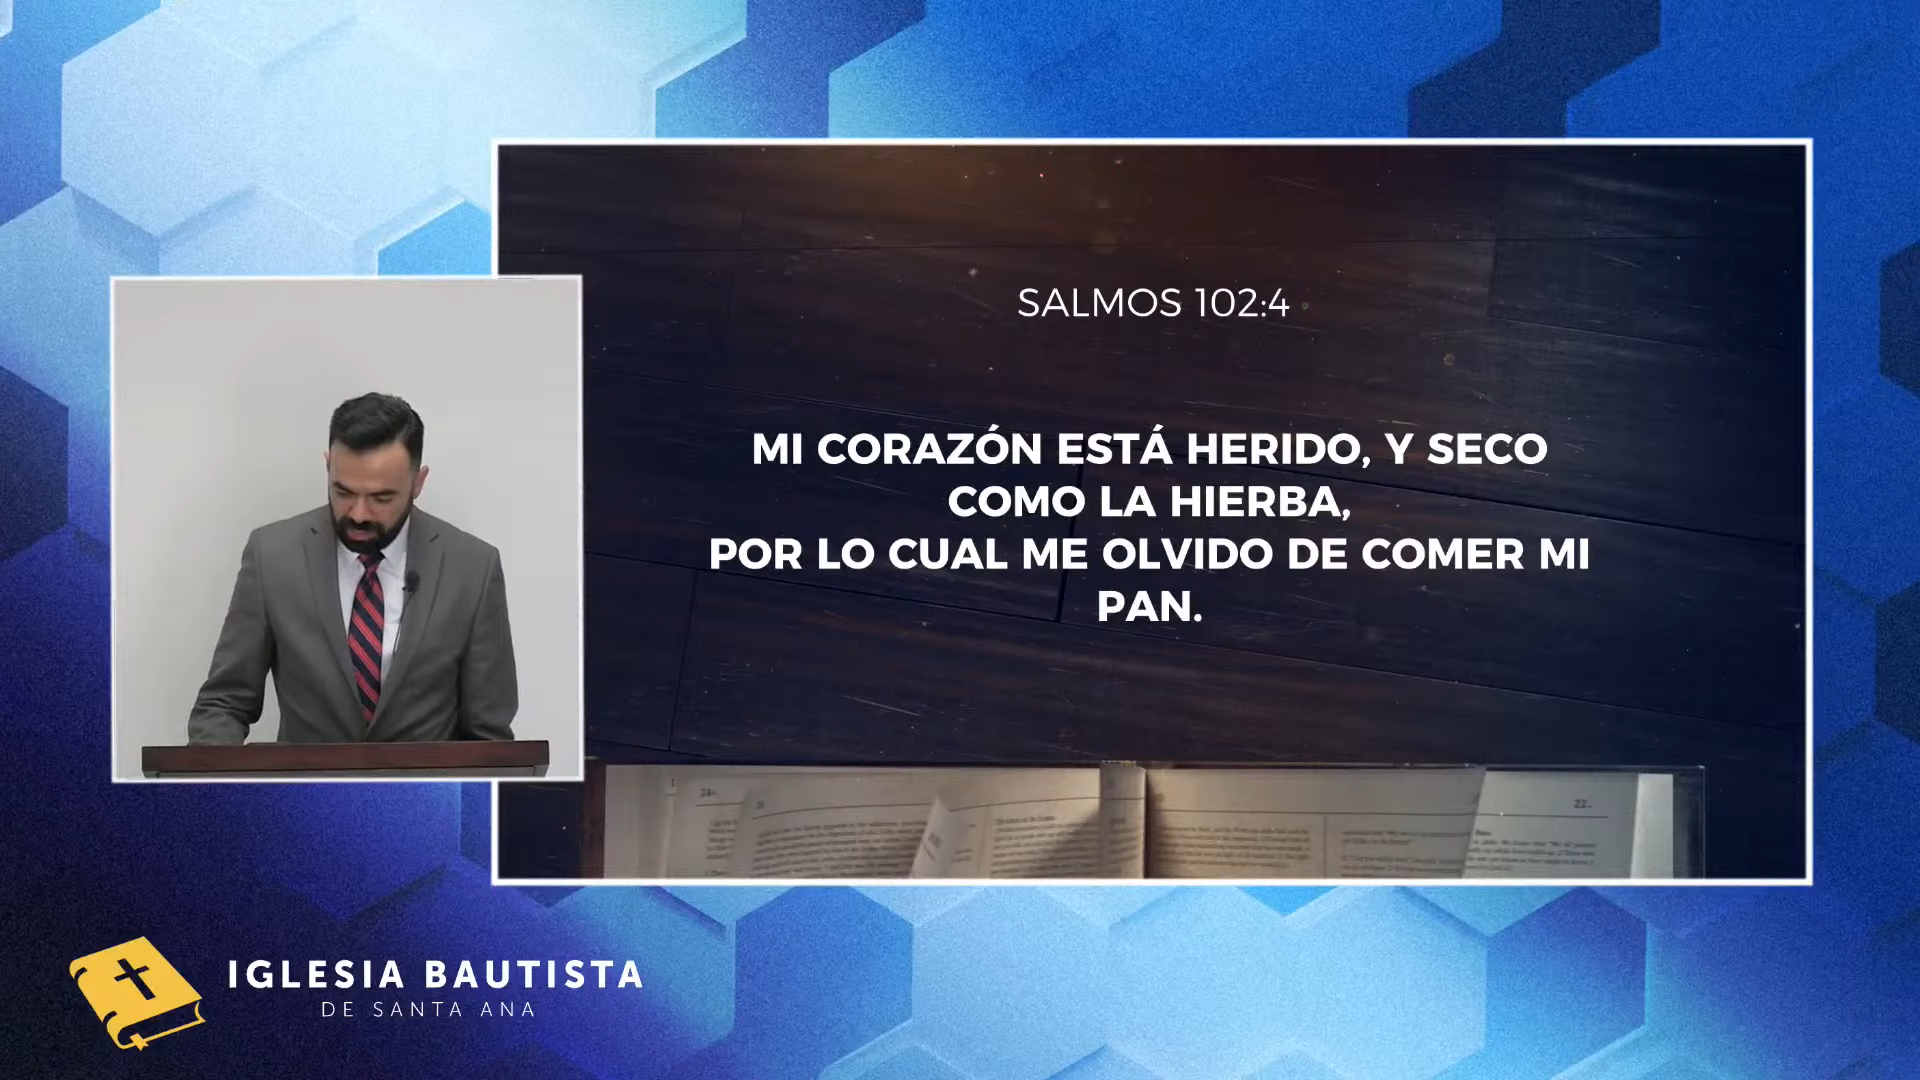 SALMOS 102:4
MI CORAZÓN ESTÁ HERIDO, Y SECO
COMO LA HIERBA,
POR LO CUAL ME OLVIDO DE COMER MI
PAN.
IGLESIA BAUTISTA
DE SANTA ANA